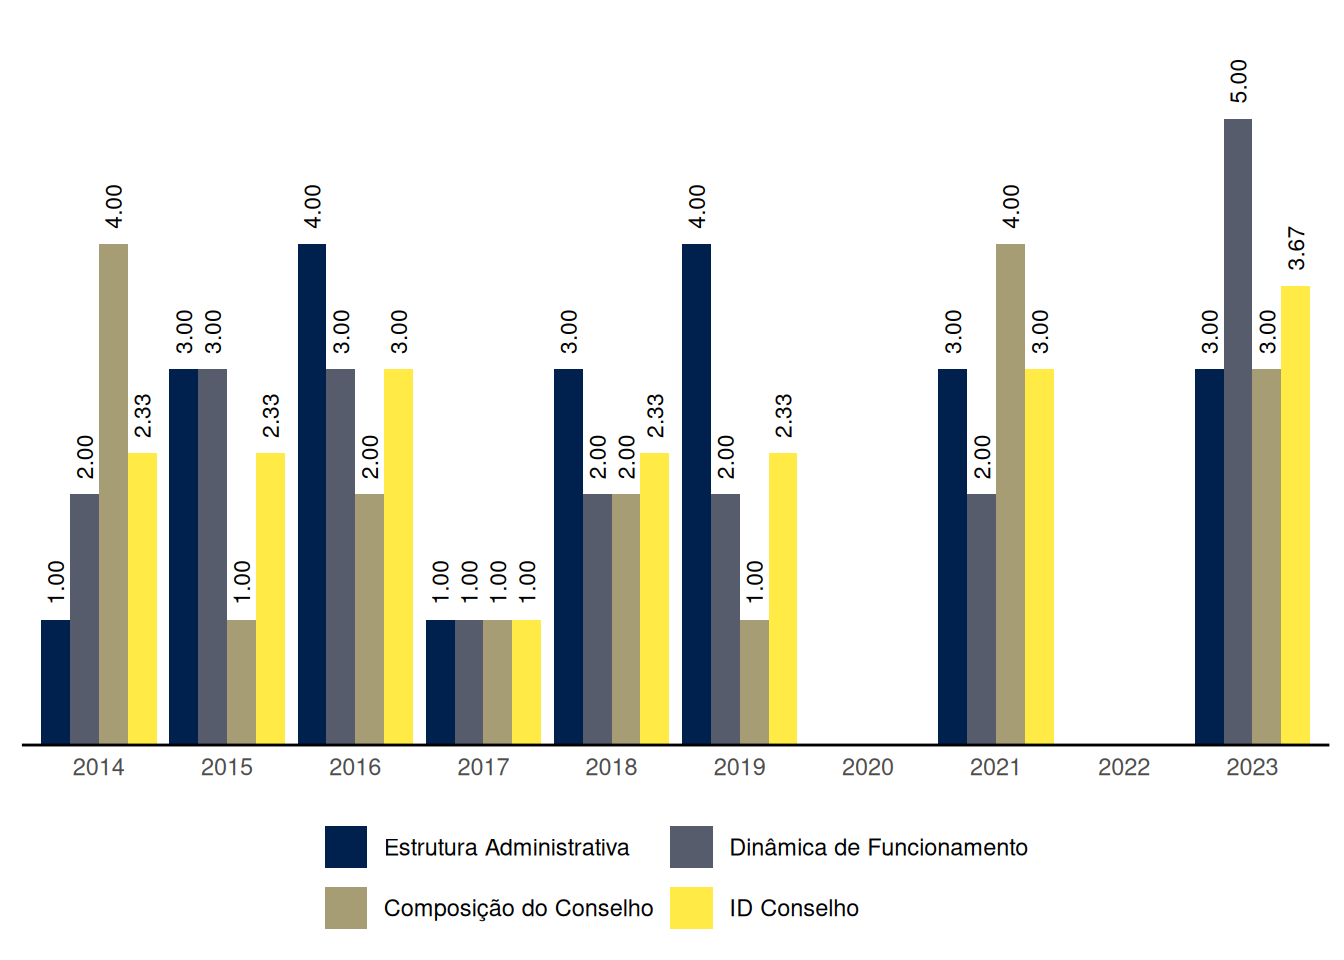 1.00 2.00 4.00 2.33 3.00 3.00 1.00 2.33 4.00 3.00 2.00 3.00 1.00 1.00 1.00 1.00 3.00 2.00 2.00 2.33 4.00 2.00 1.00 2.33 3.00 2.00 4.00 3.00 3.00 5.00 3.00 3.67
2014 2015 2016 2017 2018 2019 2020 2021 2022 2023
Estrutura Administrativa Dinâmica de Funcionamento
Composição do Conselho ID Conselho